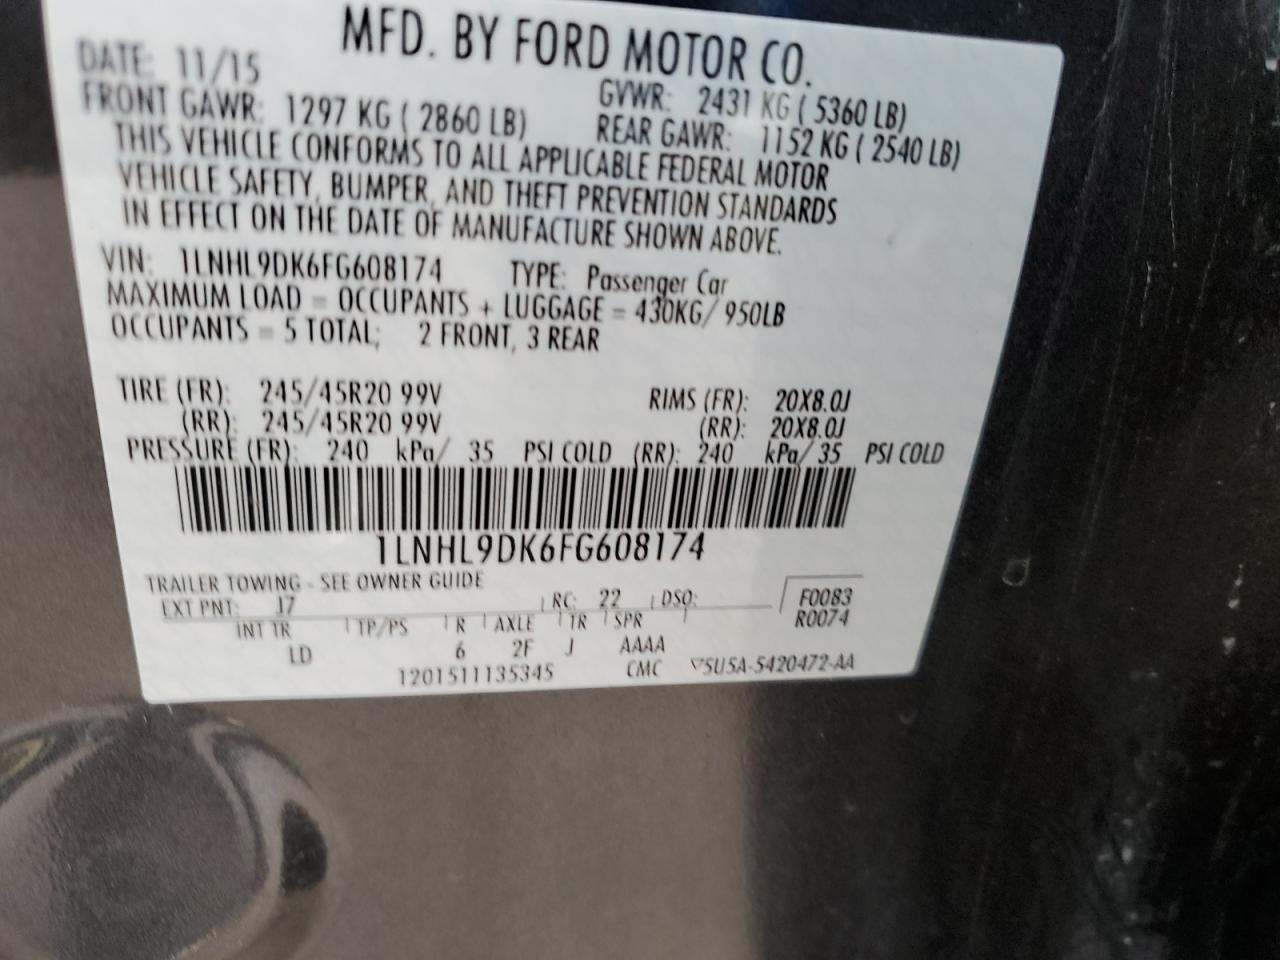 MFD. BY FORD MOTOR CO.
DATE: 11/15 GVWR: 2431 KG ( 5360 LB)
FRONT GAWR: 1297 KG ( 2860 LB) REAR GAWR: 1152 KG ( 2540 LB)
THIS VEHICLE CONFORMS TO ALL APPLICABLE FEDERAL MOTOR
VEHICLE SAFETY, BUMPER, AND THEFT PREVENTION STANDARDS
IN EFFECT ON THE DATE OF MANUFACTURE SHOWN ABOVE.
VIN: 1LNHL9DK6FG608174 TYPE: Passenger Car
MAXIMUM LOAD = OCCUPANTS + LUGGAGE = 430KG/ 950LB
OCCUPANTS = 5 TOTAL; 2 FRONT, 3 REAR
TIRE (FR): 245/45R20 99V RIMS (FR): 20X8.0J
(RR): 245/45R20 99V (RR): 20X8.0J
PRESSURE (FR): 240 kPa/ 35 PSI COLD (RR): 240 kPa/ 35 PSI COLD
1LNHL9DK6FG608174
TRAILER TOWING - SEE OWNER GUIDE
EXT PNT: J7 RC: 22 DSO: F0083
R0074
INT TR TP/PS R AXLE TR SPR
LD 6 2F J AAAA
1201511135345 CMC 5U5A-5420472-AA